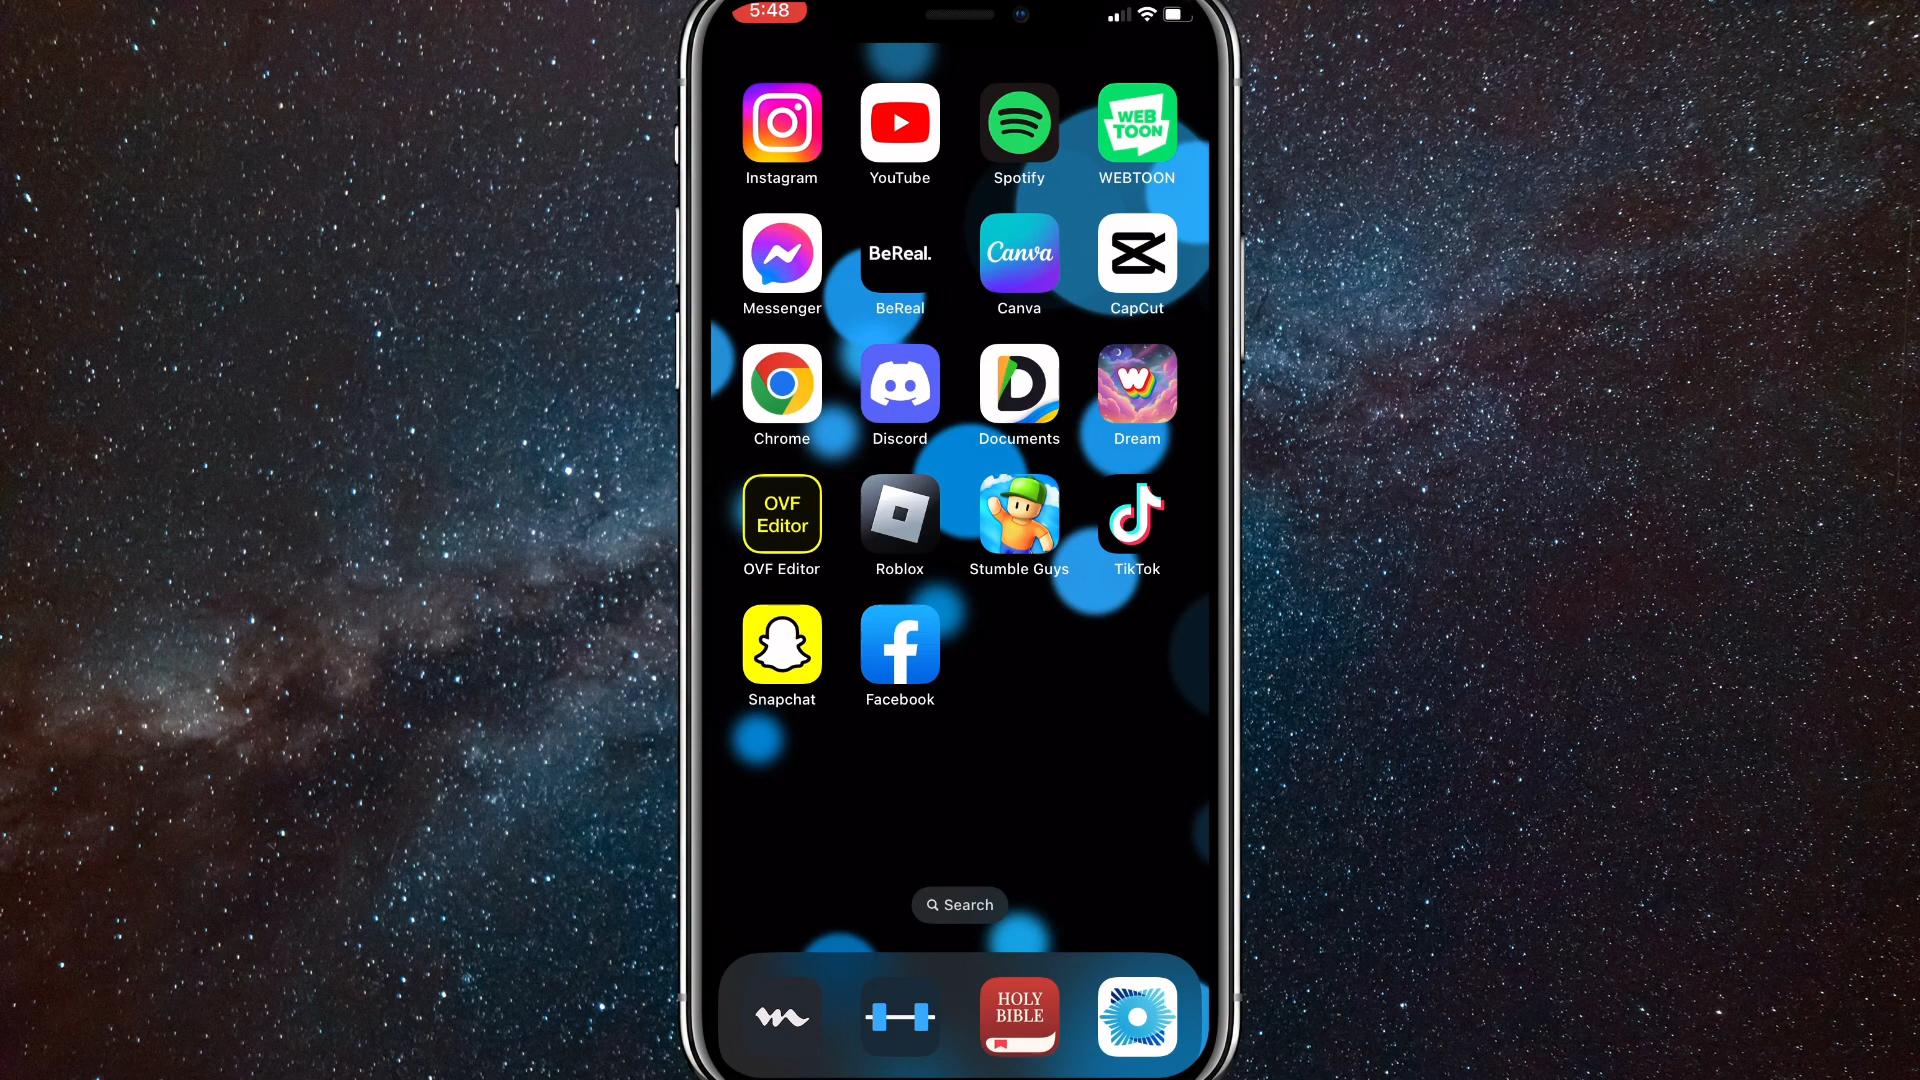 5:48
Instagram YouTube Spotify WEB
TOON WEBTOON
BeReal. Canva
Messenger BeReal Canva CapCut
D W
Chrome Discord Documents Dream
OVF
Editor
OVF Editor Roblox Stumble Guys TikTok
Snapchat Facebook
Search
HOLY
BIBLE